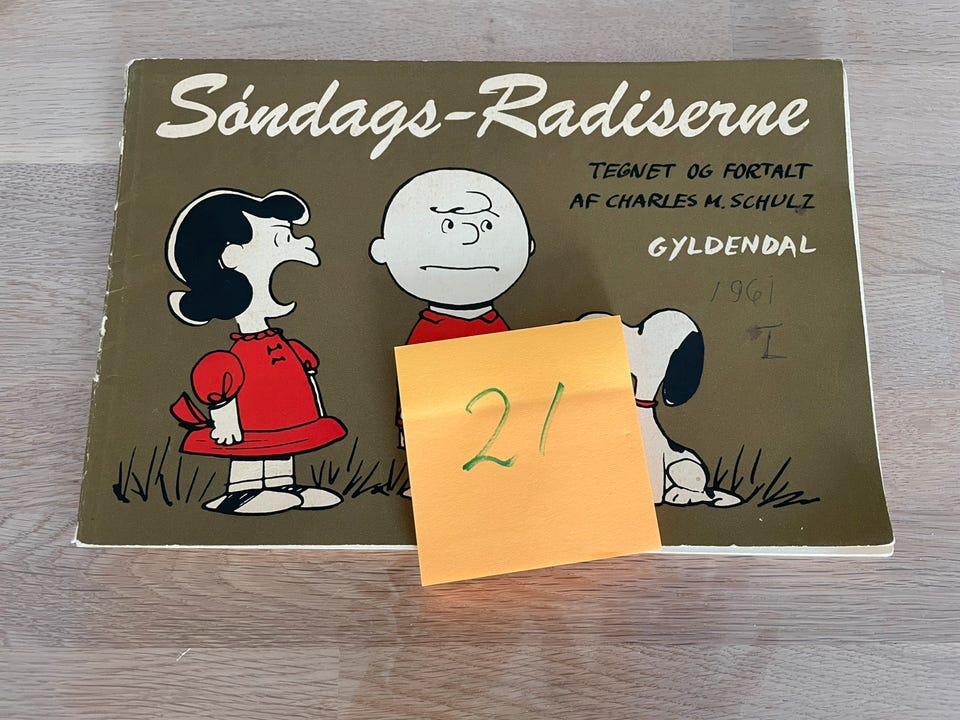 Søndags-Radiserne
TEGNET OG FORTALT
AF CHARLES M. SCHULZ
GYLDENDAL
1961
I
21